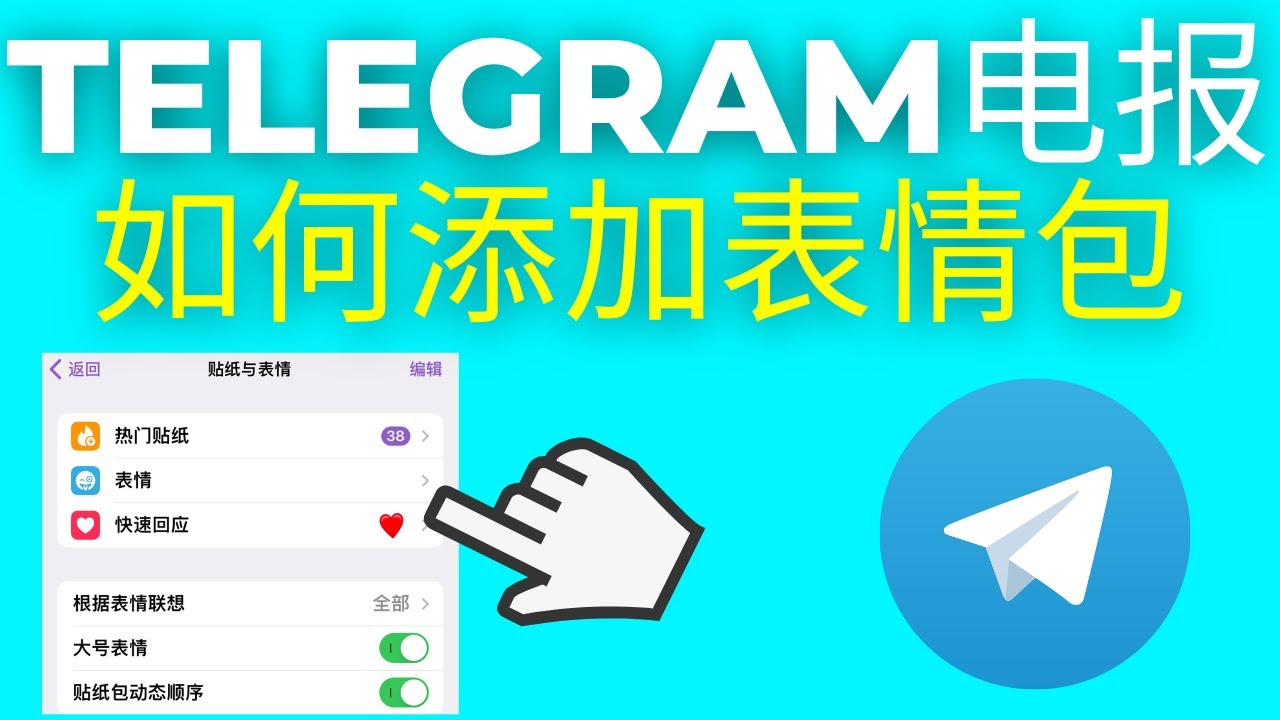 TELEGRAM电报
如何添加表情包
返回 贴纸与表情 编辑
热门贴纸 38
表情
快速回应
根据表情联想 全部
大号表情
贴纸包动态顺序